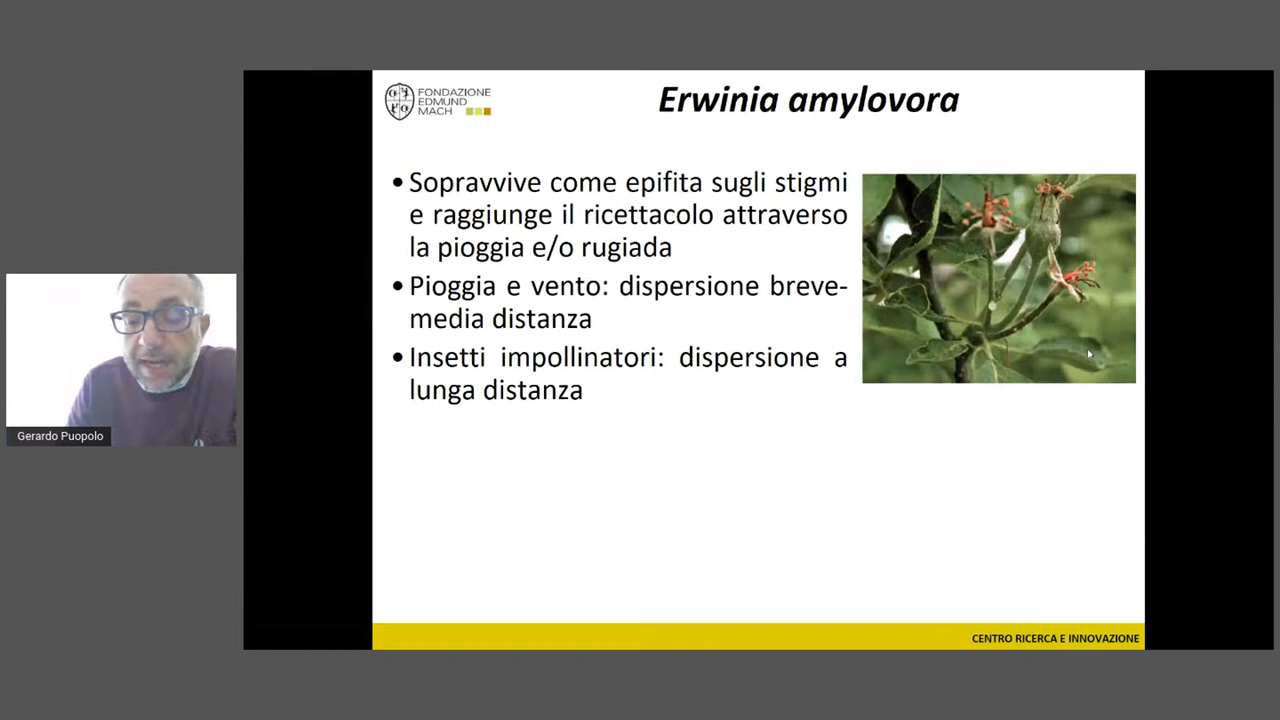 FONDAZIONE
EDMUND
MACH
Erwinia amylovora
• Sopravvive come epifita sugli stigmi
e raggiunge il ricettacolo attraverso
la pioggia e/o rugiada
• Pioggia e vento: dispersione breve-
media distanza
• Insetti impollinatori: dispersione a
lunga distanza
Gerardo Puopolo
CENTRO RICERCA E INNOVAZIONE